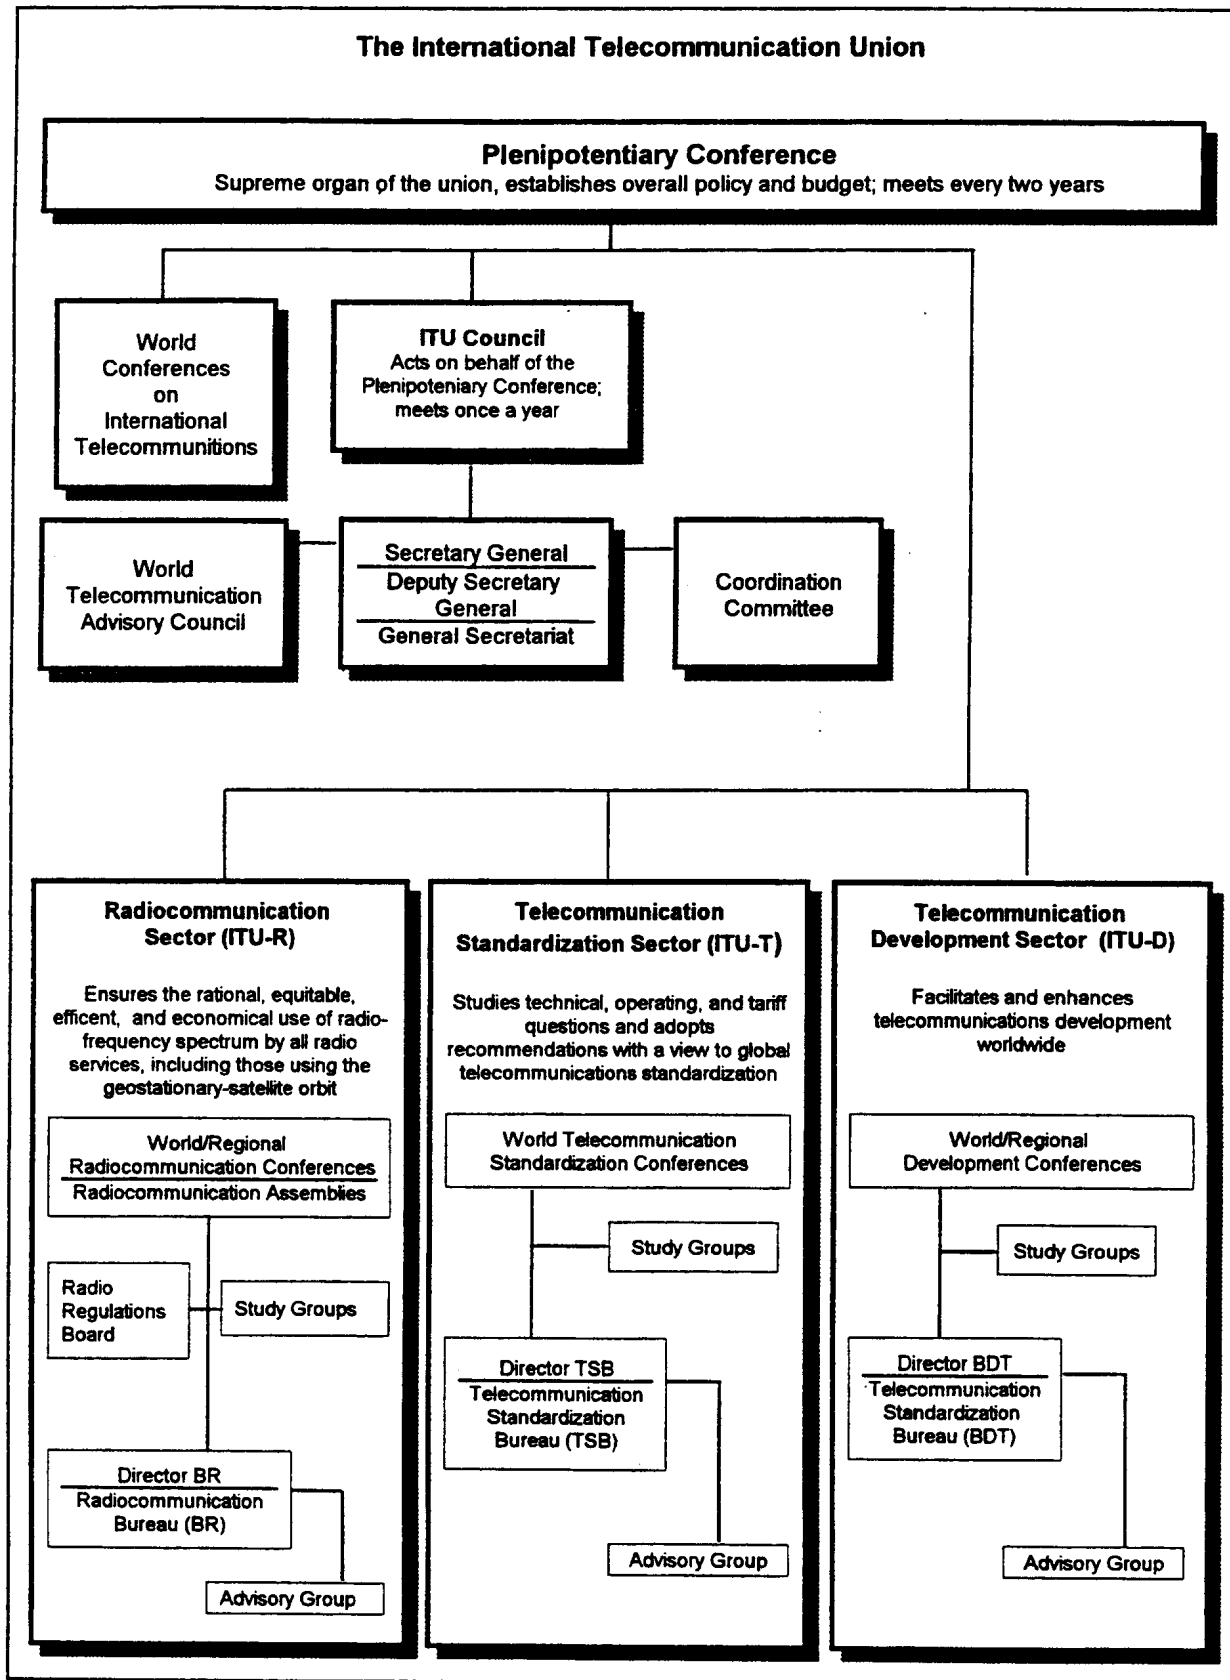 The International Telecommunication Union
Plenipotentiary Conference
Supreme organ of the union, establishes overall policy and budget; meets every two years
World
Conferences
on
International
Telecommunitions
ITU Council
Acts on behalf of the
Plenipoteniary Conference;
meets once a year
World
Telecommunication
Advisory Council
Secretary General
Deputy Secretary
General
General Secretariat
Coordination
Committee
Radiocommunication
Sector (ITU-R)
Ensures the rational, equitable,
efficent, and economical use of radio-
frequency spectrum by all radio
services, including those using the
geostationary-satellite orbit
World/Regional
Radiocommunication Conferences
Radiocommunication Assemblies
Radio
Regulations
Board
Study Groups
Director BR
Radiocommunication
Bureau (BR)
Advisory Group
Telecommunication
Standardization Sector (ITU-T)
Studies technical, operating, and tariff
questions and adopts
recommendations with a view to global
telecommunications standardization
World Telecommunication
Standardization Conferences
Study Groups
Director TSB
Telecommunication
Standardization
Bureau (TSB)
Advisory Group
Telecommunication
Development Sector (ITU-D)
Facilitates and enhances
telecommunications development
worldwide
World/Regional
Development Conferences
Study Groups
Director BDT
Telecommunication
Standardization
Bureau (BDT)
Advisory Group